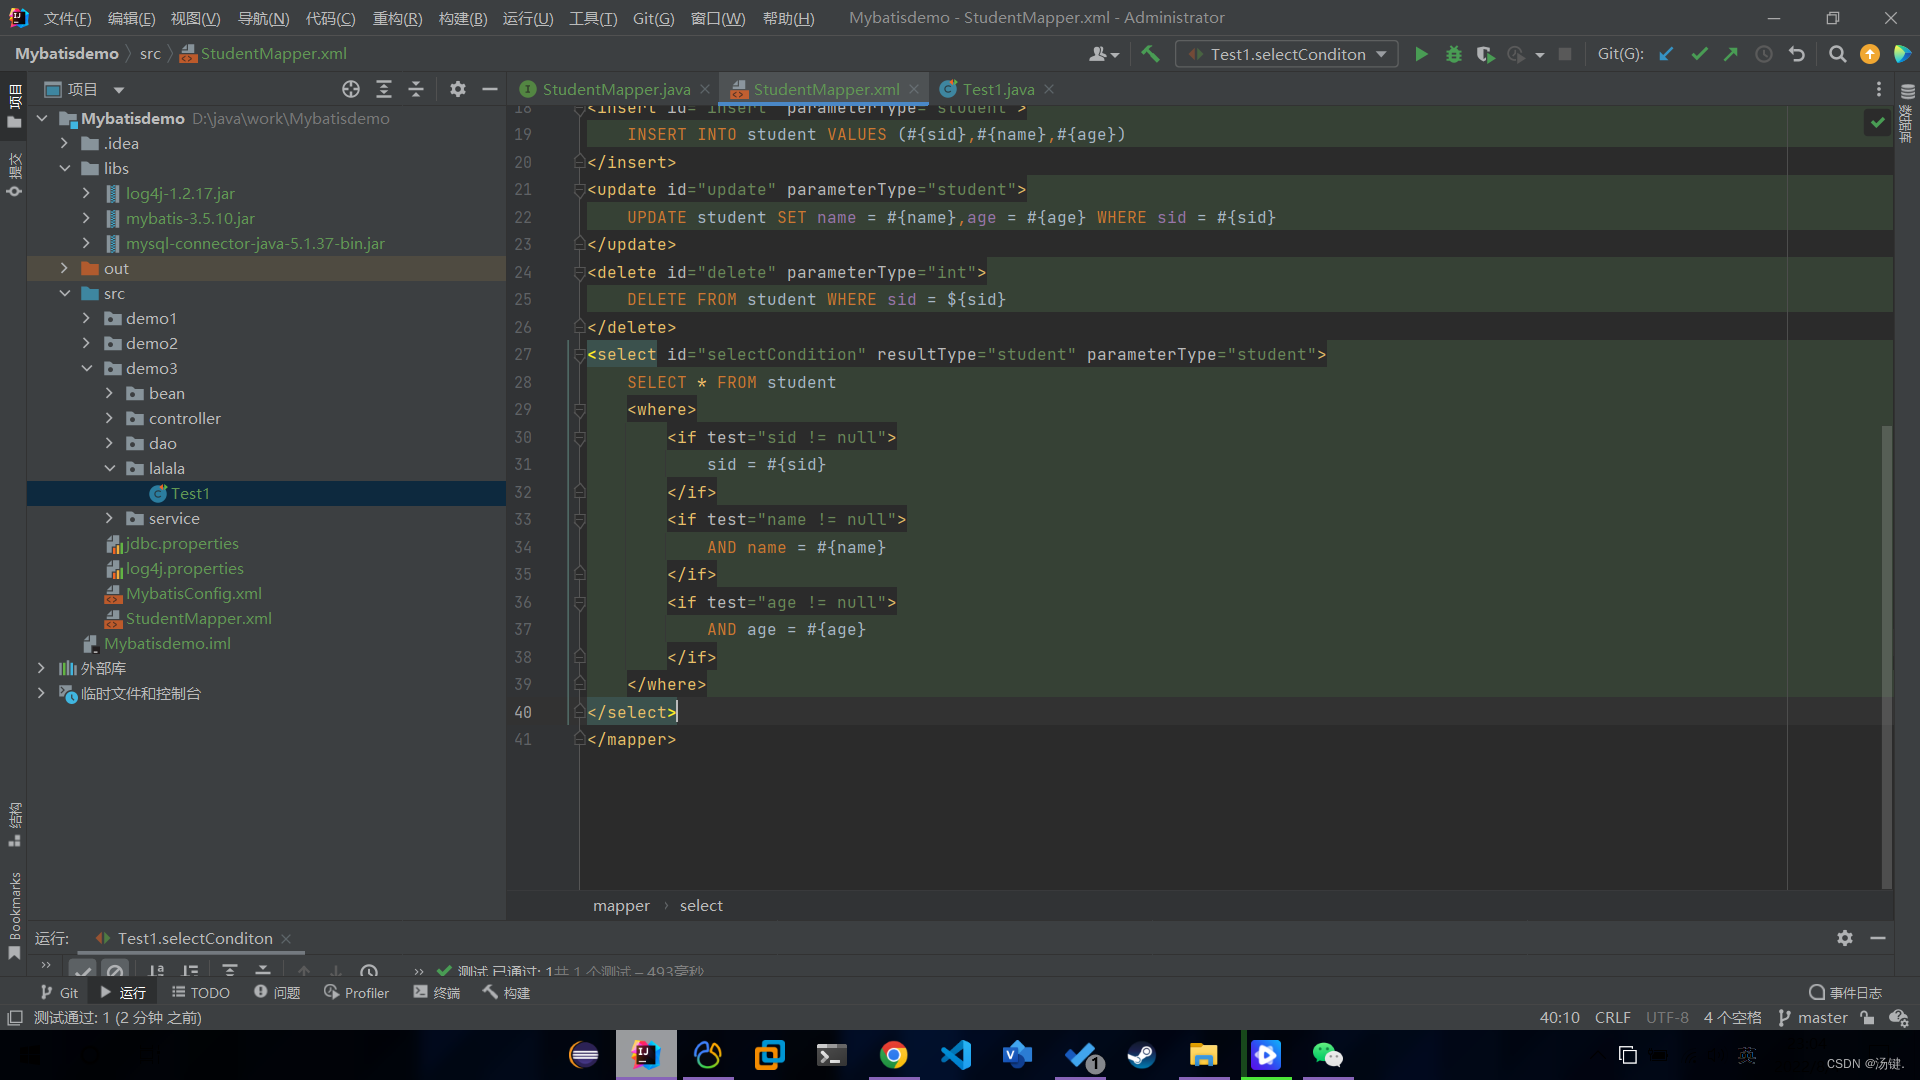 文件(F) 编辑(E) 视图(V) 导航(N) 代码(C) 重构(R) 构建(B) 运行(U) 工具(T) Git(G) 窗口(W) 帮助(H) Mybatisdemo - StudentMapper.xml - Administrator
Mybatisdemo src StudentMapper.xml Test1.selectConditon Git(G):
项目 StudentMapper.java StudentMapper.xml Test1.java
项目
提交
结构
Bookmarks
数据库
Mybatisdemo D:\java\work\Mybatisdemo
.idea
libs
log4j-1.2.17.jar
mybatis-3.5.10.jar
mysql-connector-java-5.1.37-bin.jar
out
src
demo1
demo2
demo3
bean
controller
dao
lalala
Test1
service
jdbc.properties
log4j.properties
MybatisConfig.xml
StudentMapper.xml
Mybatisdemo.iml
外部库
临时文件和控制台
18 <insert id="insert" parameterType="student">
19 INSERT INTO student VALUES (#{sid},#{name},#{age})
20 </insert>
21 <update id="update" parameterType="student">
22 UPDATE student SET name = #{name},age = #{age} WHERE sid = #{sid}
23 </update>
24 <delete id="delete" parameterType="int">
25 DELETE FROM student WHERE sid = ${sid}
26 </delete>
27 <select id="selectCondition" resultType="student" parameterType="student">
28 SELECT * FROM student
29 <where>
30 <if test="sid != null">
31 sid = #{sid}
32 </if>
33 <if test="name != null">
34 AND name = #{name}
35 </if>
36 <if test="age != null">
37 AND age = #{age}
38 </if>
39 </where>
40 </select>
41 </mapper>
mapper › select
运行: Test1.selectConditon
» » 测试 已通过: 1共 1 个测试 – 493毫秒
Git 运行 TODO 问题 Profiler 终端 构建 事件日志
测试通过: 1 (2 分钟 之前) 40:10 CRLF UTF-8 4 个空格 master
1 英
CSDN @汤键.